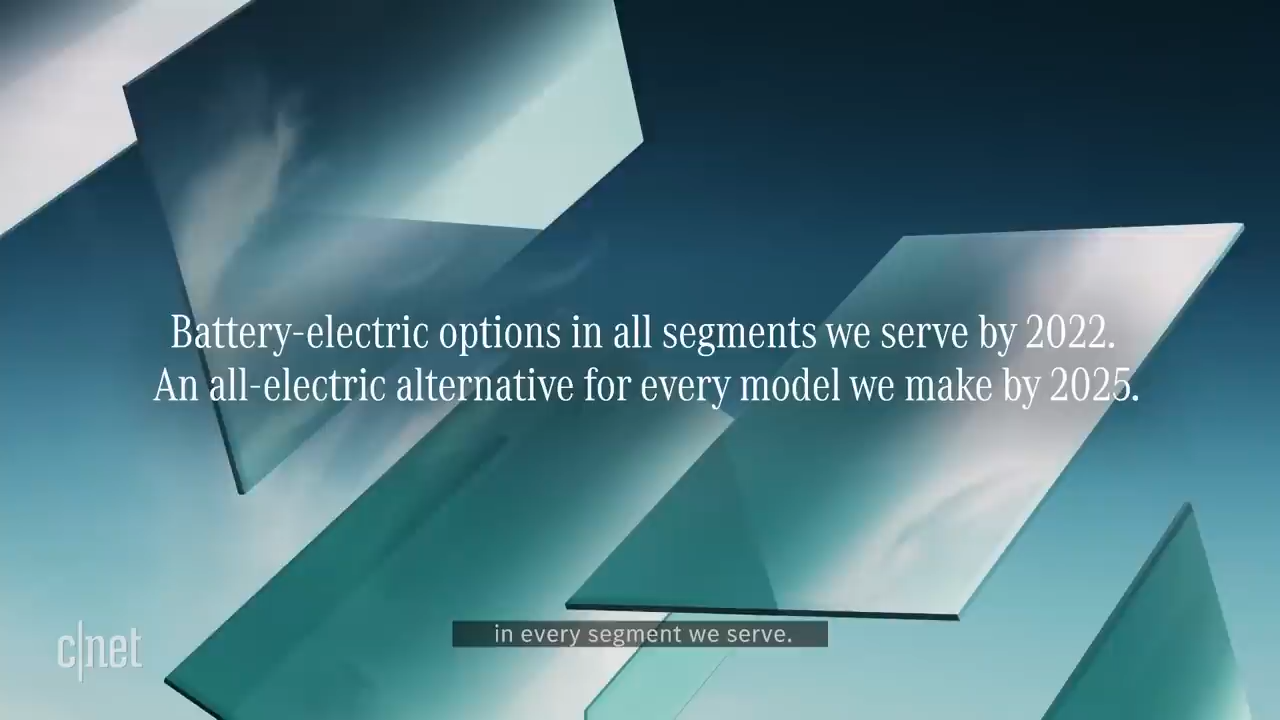 Battery-electric options in all segments we serve by 2022.
An all-electric alternative for every model we make by 2025.
in every segment we serve.
c|net